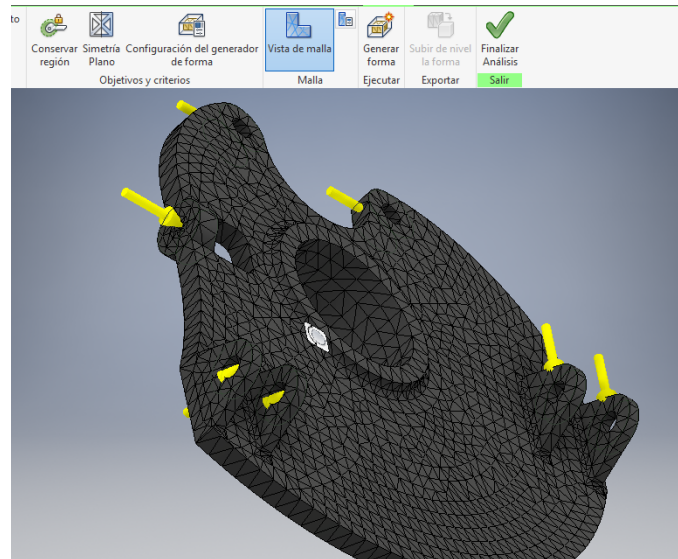 to
Conservar región
Simetría Plano
Configuración del generador de forma
Vista de malla
Generar forma
Subir de nivel la forma
Finalizar Análisis
Objetivos y criterios
Malla
Ejecutar
Exportar
Salir